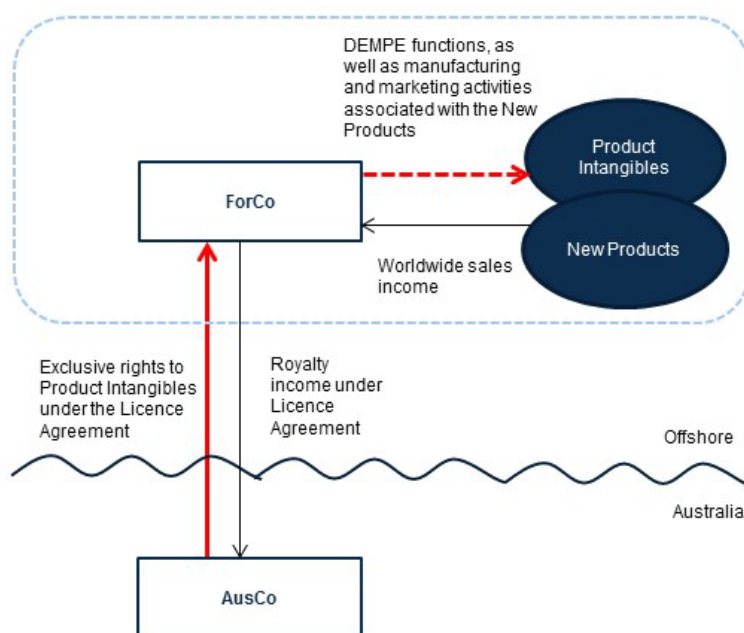 DEMPE functions, as
well as manufacturing
and marketing activities
associated with the New
Products
Product
Intangibles
ForCo
New Products
Worldwide sales
income
Exclusive rights to
Product Intangibles
under the Licence
Agreement
Royalty
income under
Licence
Agreement
Offshore
Australia
AusCo